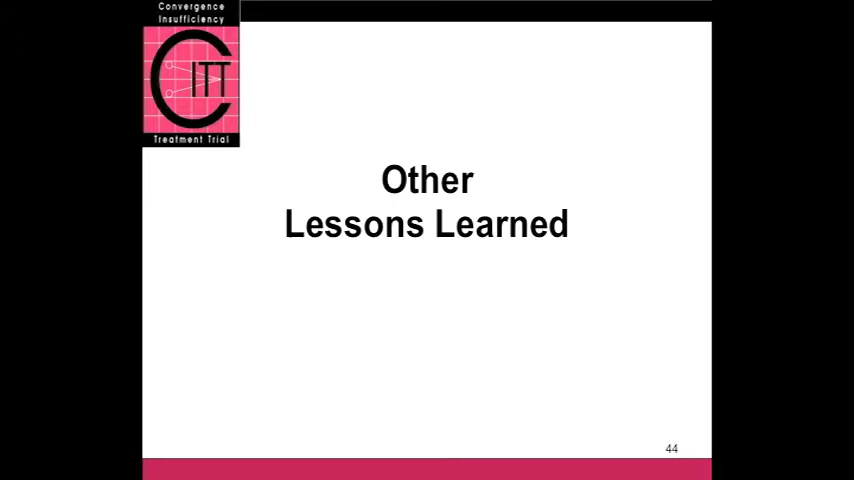 Convergence
Insufficiency
CITT
Treatment Trial
Other
Lessons Learned
44